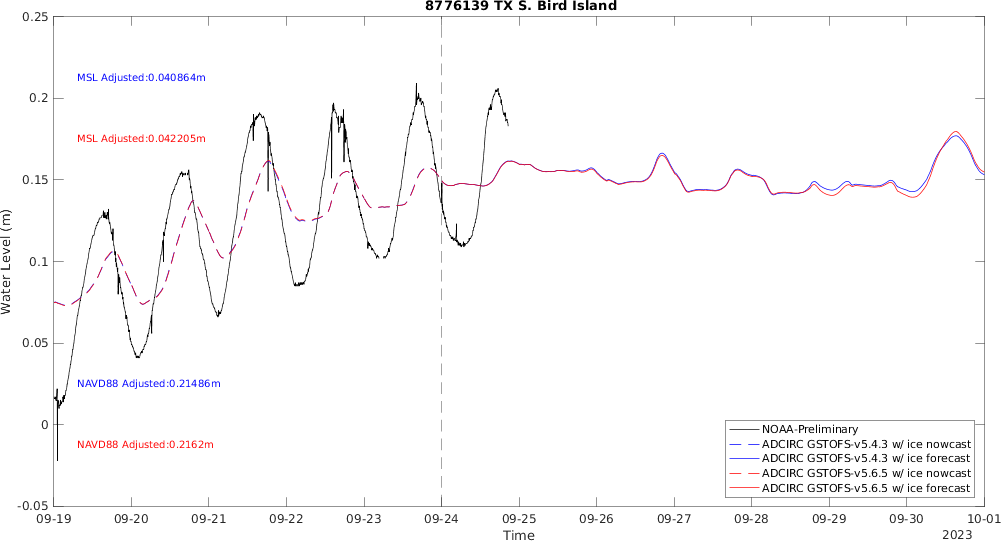 8776139 TX S. Bird Island
0.25
0.2
0.15
0.1
0.05
0
-0.05
Water Level (m)
MSL Adjusted:0.040864m
MSL Adjusted:0.042205m
NAVD88 Adjusted:0.21486m
NAVD88 Adjusted:0.2162m
NOAA-Preliminary
ADCIRC GSTOFS-v5.4.3 w/ ice nowcast
ADCIRC GSTOFS-v5.4.3 w/ ice forecast
ADCIRC GSTOFS-v5.6.5 w/ ice nowcast
ADCIRC GSTOFS-v5.6.5 w/ ice forecast
09-19 09-20 09-21 09-22 09-23 09-24 09-25 09-26 09-27 09-28 09-29 09-30 10-01
Time
2023